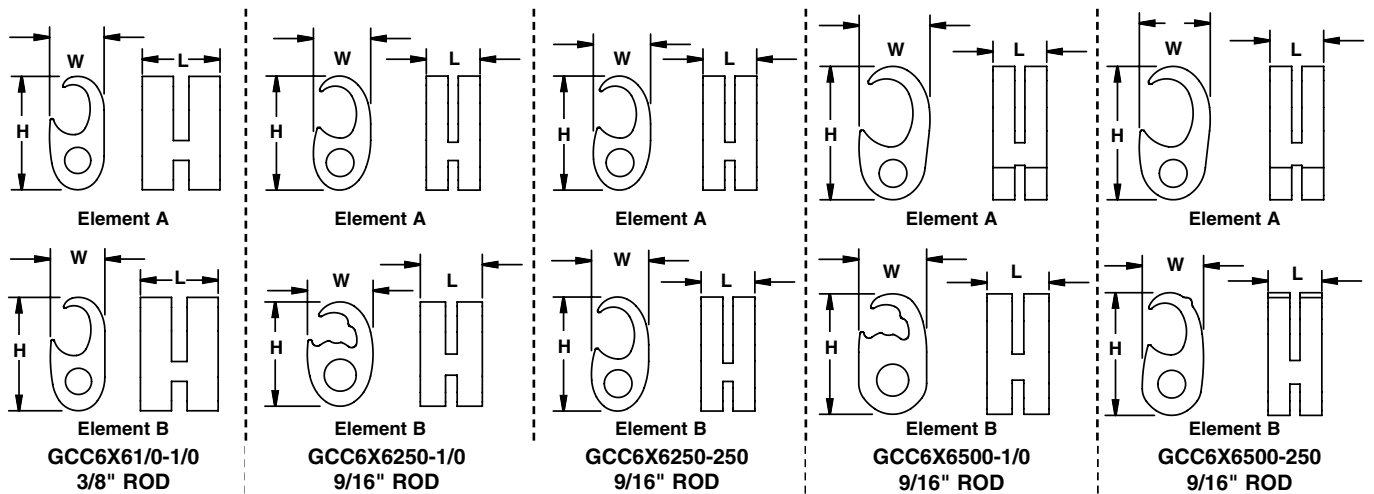 W L H
Element A
W L H
Element B
GCC6X61/0-1/0
3/8" ROD
W L H
Element A
W L H
Element B
GCC6X6250-1/0
9/16" ROD
W L H
Element A
W L H
Element B
GCC6X6250-250
9/16" ROD
W L H
Element A
W L H
Element B
GCC6X6500-1/0
9/16" ROD
W L H
Element A
W L H
Element B
GCC6X6500-250
9/16" ROD